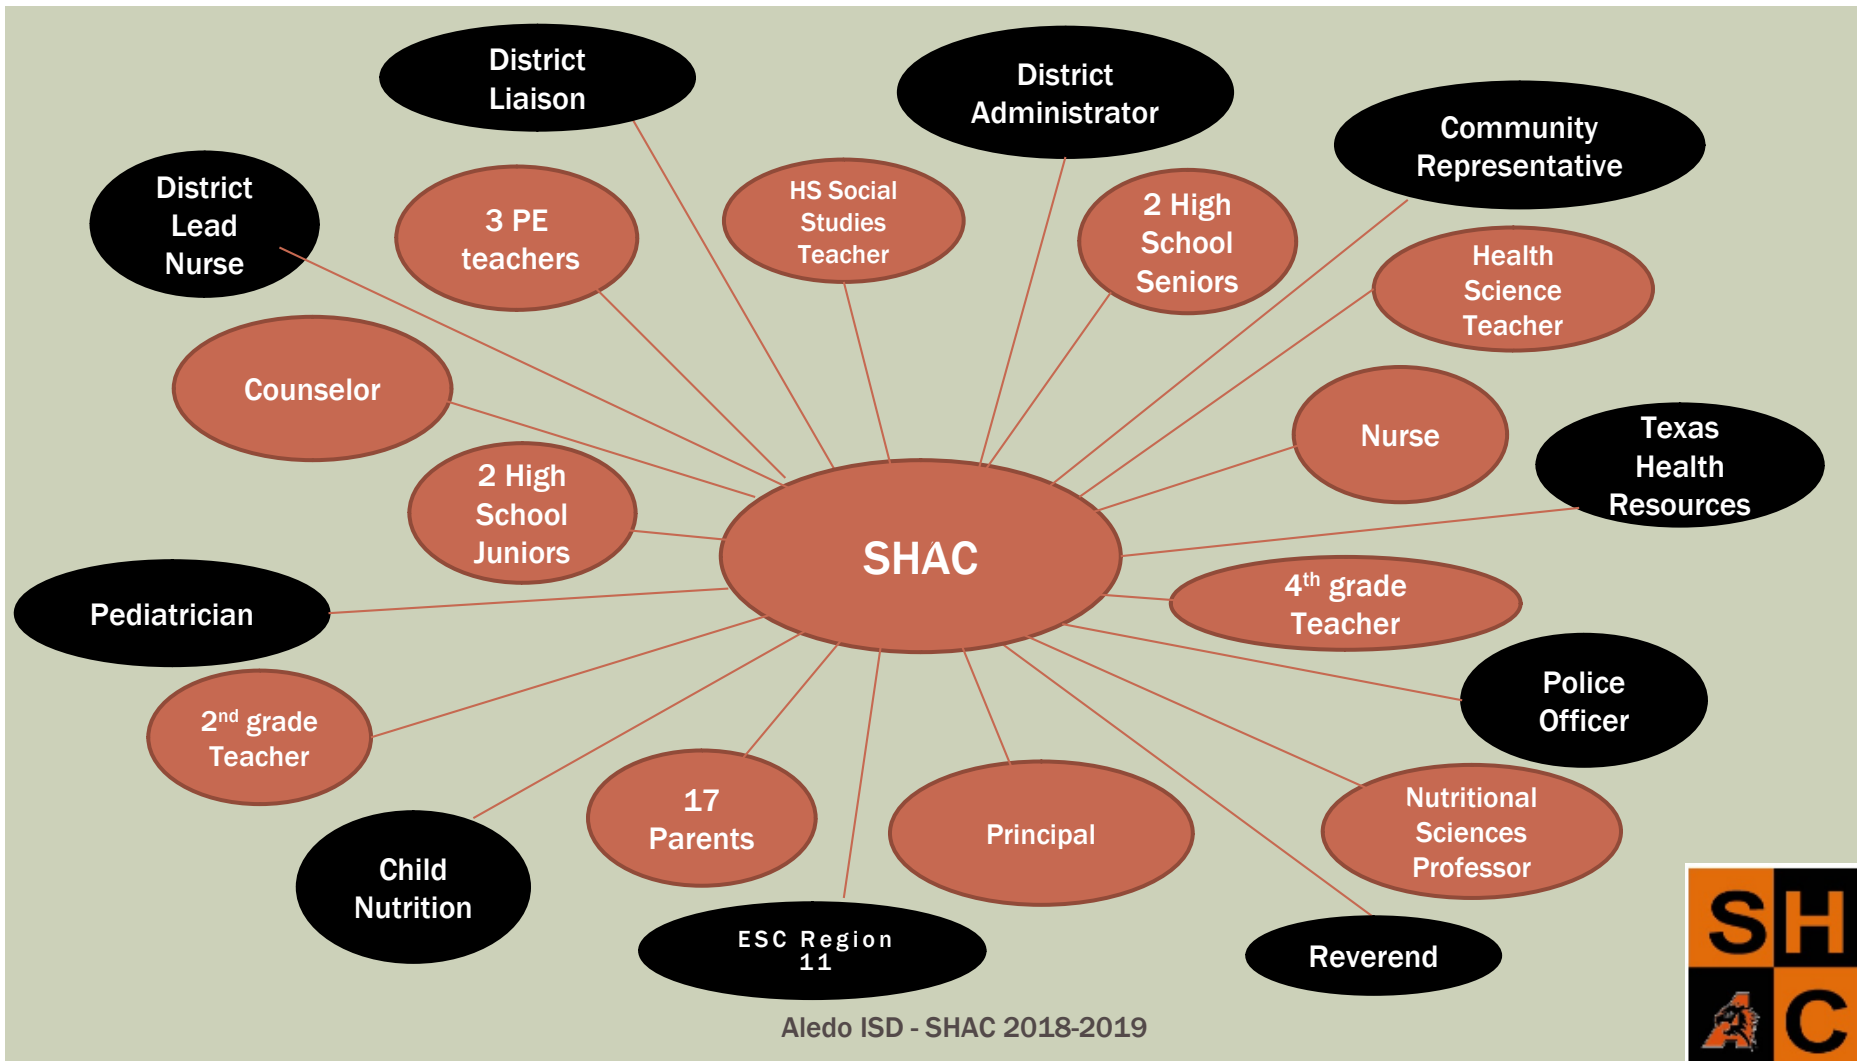 District
Liaison
District
Administrator
Community
Representative
District
Lead
Nurse
3 PE
teachers
HS Social
Studies
Teacher
2 High
School
Seniors
Health
Science
Teacher
Counselor
Nurse
Texas
Health
Resources
2 High
School
Juniors
SHAC
4th grade
Teacher
Pediatrician
Police
Officer
2nd grade
Teacher
17
Parents
Principal
Nutritional
Sciences
Professor
Child
Nutrition
ESC Region
11
Reverend
Aledo ISD - SHAC 2018-2019
S H
A C